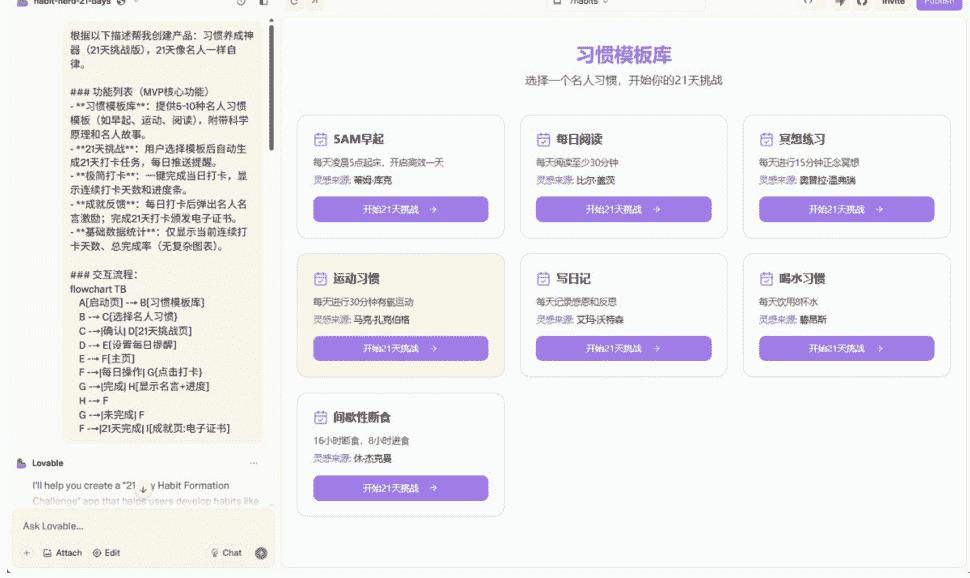 habit-hero-21-days
/habits
Invite
Publish
根据以下描述帮我创建产品：习惯养成神
器（21天挑战版），21天像名人一样自
律。
### 功能列表（MVP核心功能）
- **习惯模板库**：提供5-10种名人习惯
模板（如早起、运动、阅读），附带科学
原理和名人故事。
- **21天挑战**：用户选择模板后自动生
成21天打卡任务，每日推送提醒。
- **极简打卡**：一键完成当日打卡，显
示连续打卡天数和进度条。
- **成就反馈**：每日打卡后弹出名人名
言激励；完成21天打卡颁发电子证书。
- **基础数据统计**：仅显示当前连续打
卡天数、总完成率（无复杂图表）。
### 交互流程：
flowchart TB
A[启动页] --> B[习惯模板库]
B --> C{选择名人习惯}
C -->|确认| D[21天挑战页]
D --> E[设置每日提醒]
E --> F[主页]
F -->|每日操作| G{点击打卡}
G -->|完成| H[显示名言+进度]
H --> F
G -->|未完成| F
F -->|21天完成| I[成就页:电子证书]
Lovable
I'll help you create a "21 y Habit Formation
Challenge" app that helps users develop habits like
Ask Lovable...
Attach
Edit
Chat
习惯模板库
选择一个名人习惯，开始你的21天挑战
5AM早起
每天凌晨5点起床，开启高效一天
灵感来源: 蒂姆·库克
开始21天挑战 →
每日阅读
每天阅读至少30分钟
灵感来源: 比尔·盖茨
开始21天挑战 →
冥想练习
每天进行15分钟正念冥想
灵感来源: 奥普拉·温弗瑞
开始21天挑战 →
运动习惯
每天进行30分钟有氧运动
灵感来源: 马克·扎克伯格
开始21天挑战 →
写日记
每天记录感恩和反思
灵感来源: 艾玛·沃特森
开始21天挑战 →
喝水习惯
每天饮用8杯水
灵感来源:
开始21天挑战 →
间歇性断食
16小时断食，8小时进食
灵感来源: 休·杰克曼
开始21天挑战 →